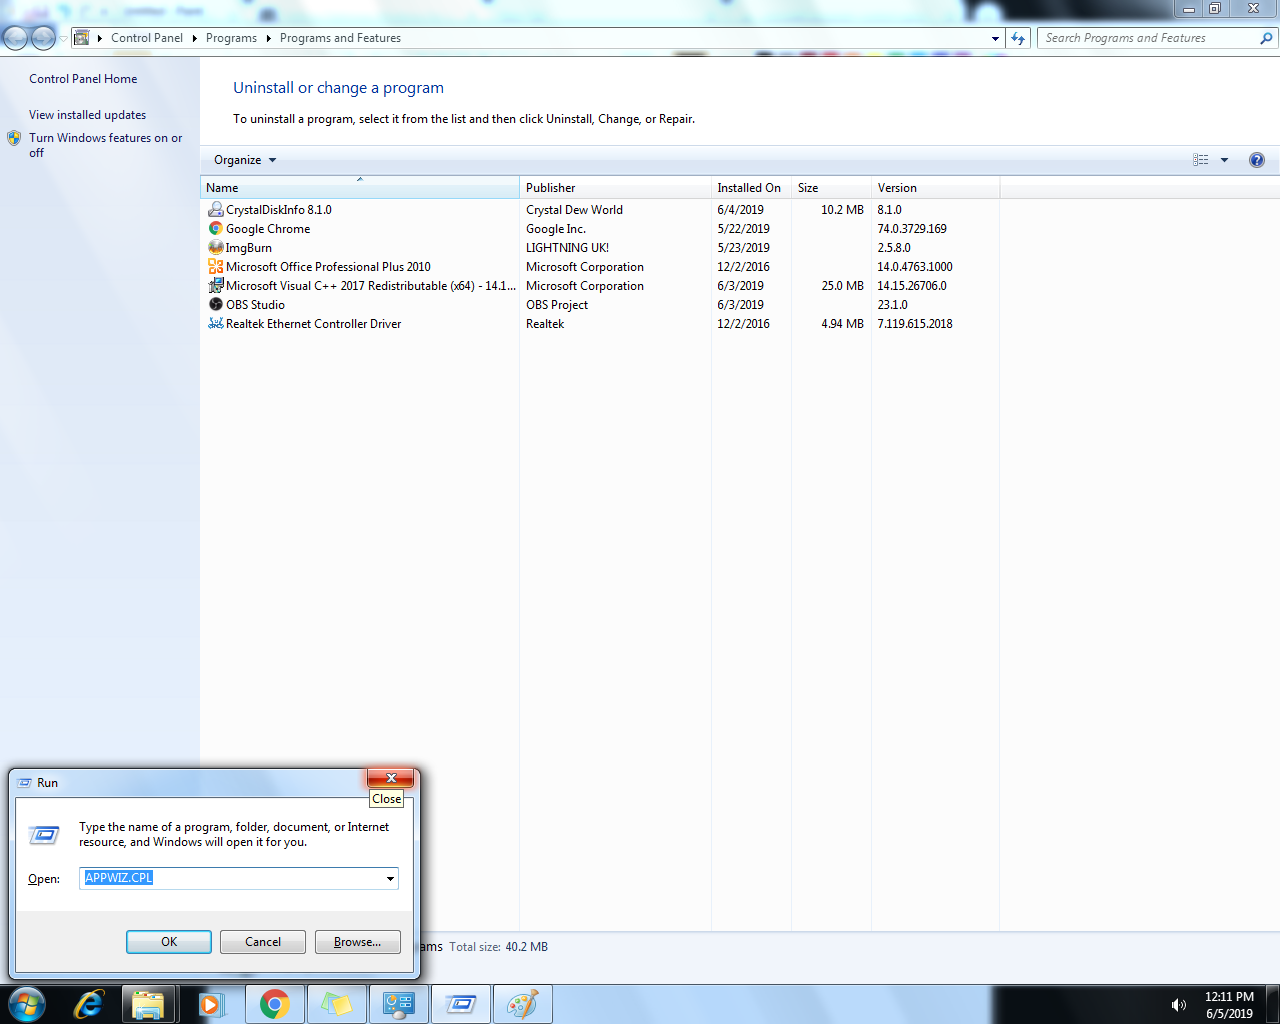 Control Panel
Programs
Programs and Features
Search Programs and Features
Control Panel Home
View installed updates
Turn Windows features on or
off
Uninstall or change a program
To uninstall a program, select it from the list and then click Uninstall, Change, or Repair.
Organize
Name Publisher Installed On Size Version
CrystalDiskInfo 8.1.0 Crystal Dew World 6/4/2019 10.2 MB 8.1.0
Google Chrome Google Inc. 5/22/2019 74.0.3729.169
ImgBurn LIGHTNING UK! 5/23/2019 2.5.8.0
Microsoft Office Professional Plus 2010 Microsoft Corporation 12/2/2016 14.0.4763.1000
Microsoft Visual C++ 2017 Redistributable (x64) - 14.1... Microsoft Corporation 6/3/2019 25.0 MB 14.15.26706.0
OBS Studio OBS Project 6/3/2019 23.1.0
Realtek Ethernet Controller Driver Realtek 12/2/2016 4.94 MB 7.119.615.2018
Run
Close
Type the name of a program, folder, document, or Internet
resource, and Windows will open it for you.
Open: APPWIZ.CPL
OK Cancel Browse...
ams Total size: 40.2 MB
12:11 PM
6/5/2019